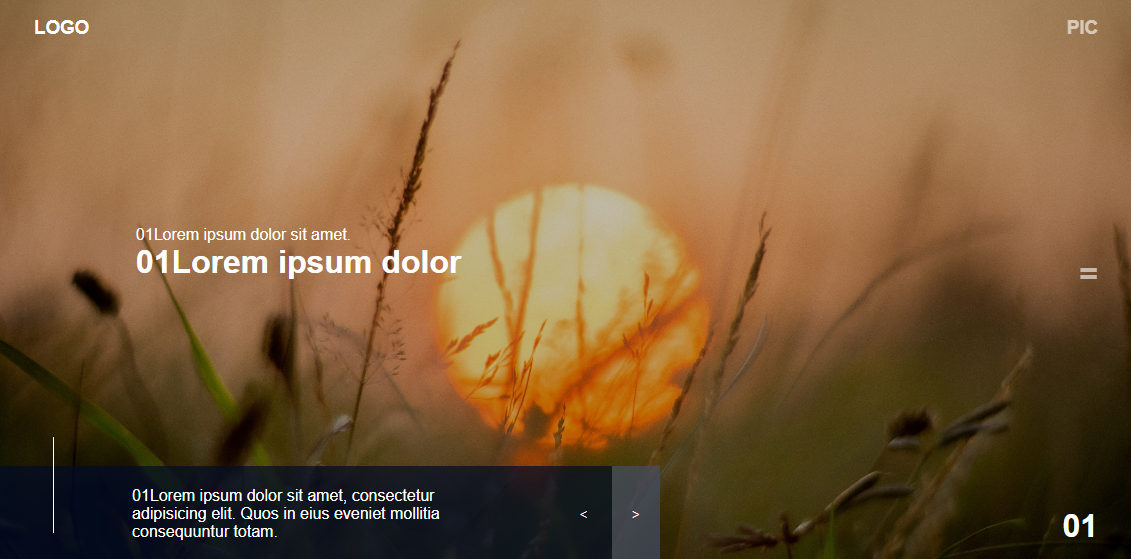 LOGO
PIC
01Lorem ipsum dolor sit amet.
01Lorem ipsum dolor
=
01Lorem ipsum dolor sit amet, consectetur
adipisicing elit. Quos in eius eveniet mollitia
consequuntur totam.
< >
01